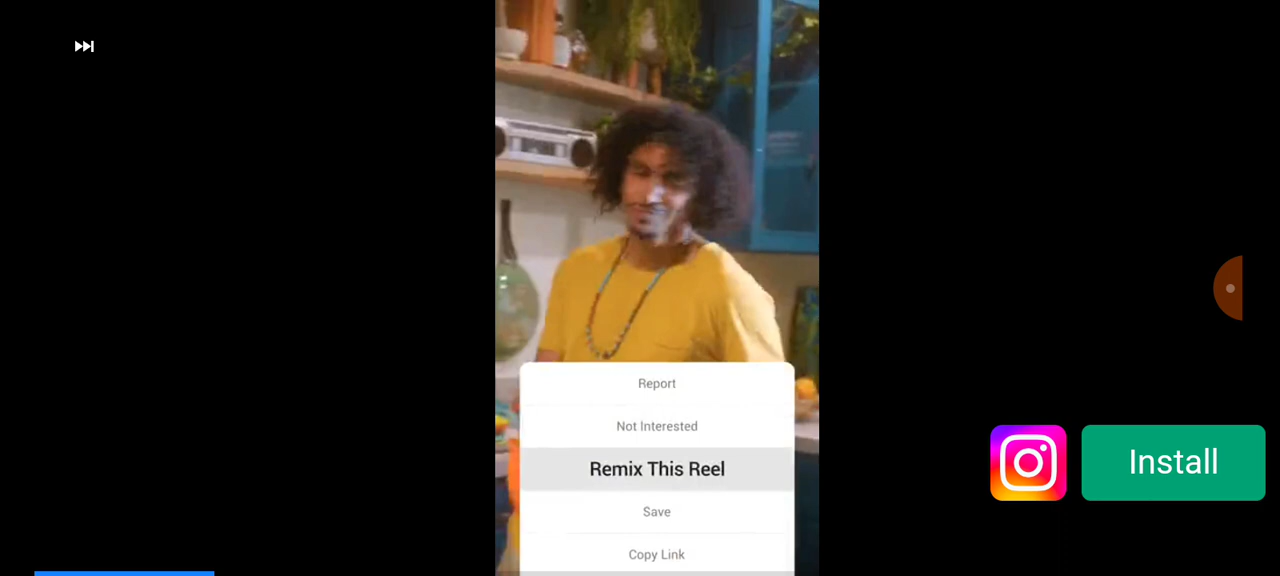 Report
Not Interested
Remix This Reel
Save
Copy Link
Install